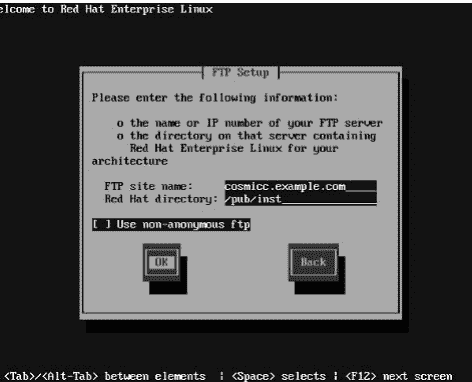 elcome to Red Hat Enterprise Linux
FTP Setup
Please enter the following information:
o the name or IP number of your FTP server
o the directory on that server containing
Red Hat Enterprise Linux for your
architecture
FTP site name: cosmicc.example.com_____
Red Hat directory: /pub/inst_______________
[ ] Use non-anonymous ftp
OK Back
<Tab>/<Alt-Tab> between elements | <Space> selects | <F12> next screen